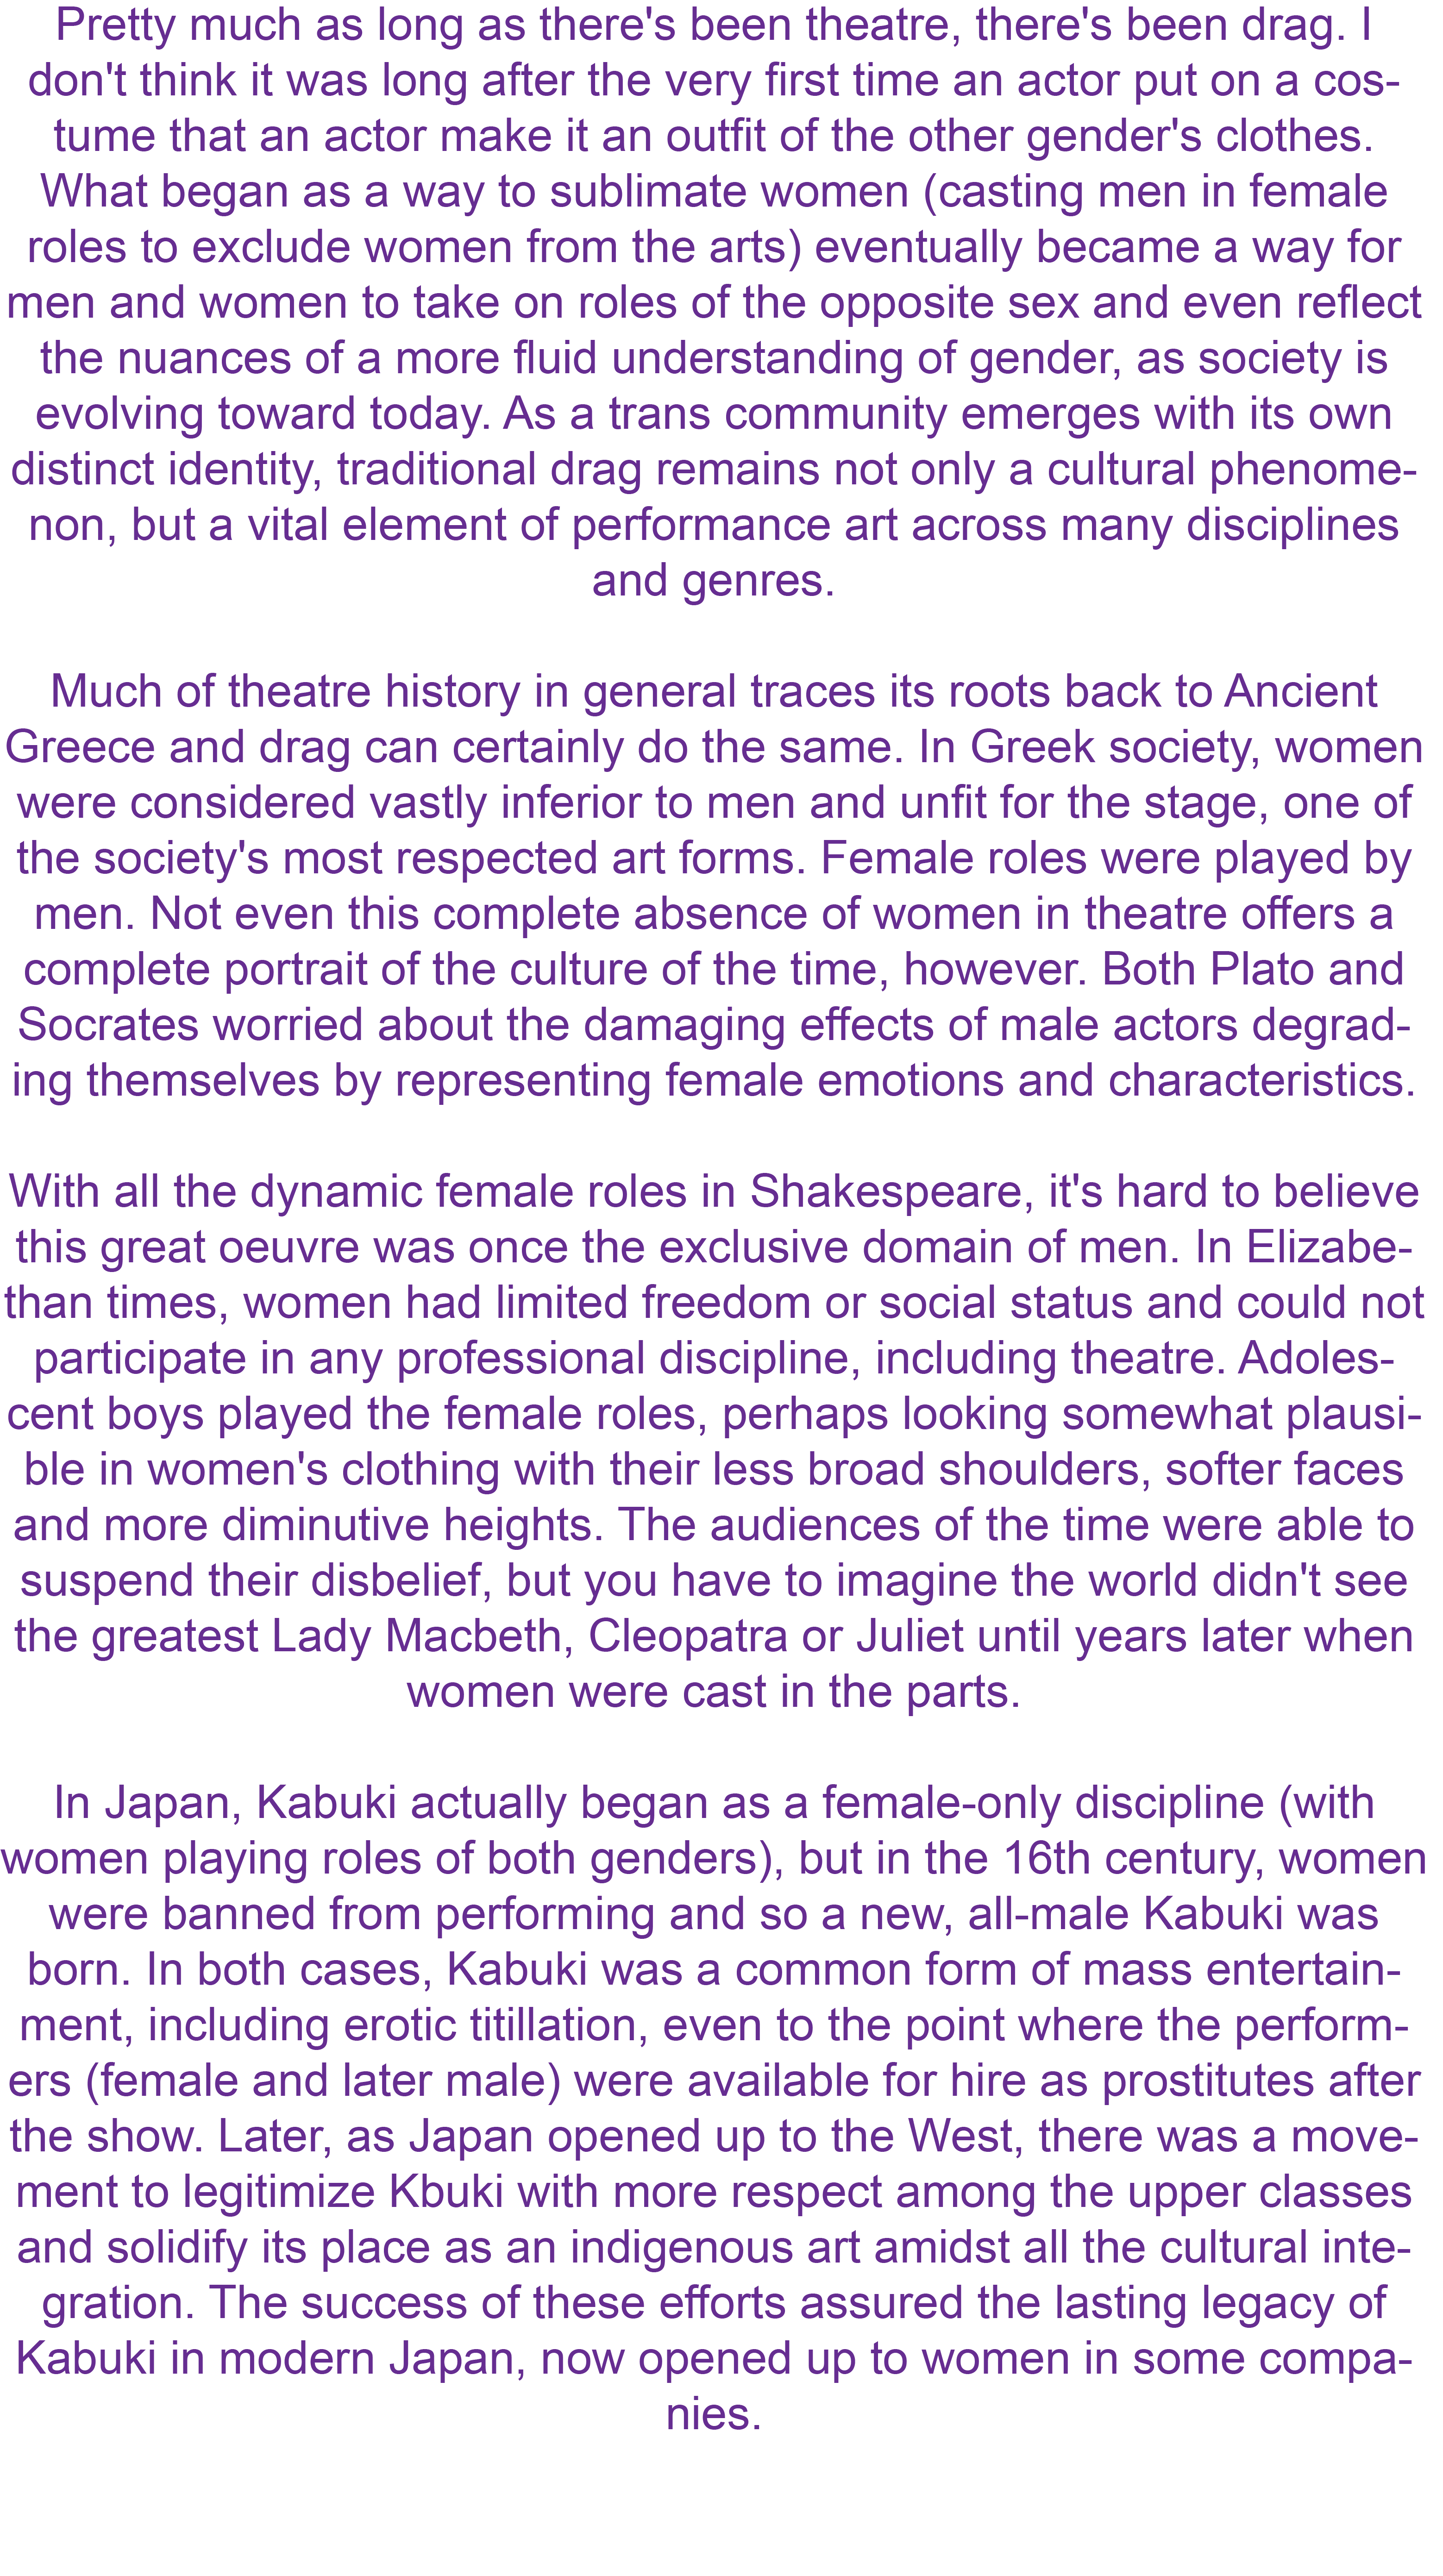 Pretty much as long as there's been theatre, there's been drag. I
don't think it was long after the very first time an actor put on a cos-
tume that an actor make it an outfit of the other gender's clothes.
What began as a way to sublimate women (casting men in female
roles to exclude women from the arts) eventually became a way for
men and women to take on roles of the opposite sex and even reflect
the nuances of a more fluid understanding of gender, as society is
evolving toward today. As a trans community emerges with its own
distinct identity, traditional drag remains not only a cultural phenome-
non, but a vital element of performance art across many disciplines
and genres.

Much of theatre history in general traces its roots back to Ancient
Greece and drag can certainly do the same. In Greek society, women
were considered vastly inferior to men and unfit for the stage, one of
the society's most respected art forms. Female roles were played by
men. Not even this complete absence of women in theatre offers a
complete portrait of the culture of the time, however. Both Plato and
Socrates worried about the damaging effects of male actors degrad-
ing themselves by representing female emotions and characteristics.

With all the dynamic female roles in Shakespeare, it's hard to believe
this great oeuvre was once the exclusive domain of men. In Elizabe-
than times, women had limited freedom or social status and could not
participate in any professional discipline, including theatre. Adoles-
cent boys played the female roles, perhaps looking somewhat plausi-
ble in women's clothing with their less broad shoulders, softer faces
and more diminutive heights. The audiences of the time were able to
suspend their disbelief, but you have to imagine the world didn't see
the greatest Lady Macbeth, Cleopatra or Juliet until years later when
women were cast in the parts.

In Japan, Kabuki actually began as a female-only discipline (with
women playing roles of both genders), but in the 16th century, women
were banned from performing and so a new, all-male Kabuki was
born. In both cases, Kabuki was a common form of mass entertain-
ment, including erotic titillation, even to the point where the perform-
ers (female and later male) were available for hire as prostitutes after
the show. Later, as Japan opened up to the West, there was a move-
ment to legitimize Kbuki with more respect among the upper classes
and solidify its place as an indigenous art amidst all the cultural inte-
gration. The success of these efforts assured the lasting legacy of
Kabuki in modern Japan, now opened up to women in some compa-
nies.